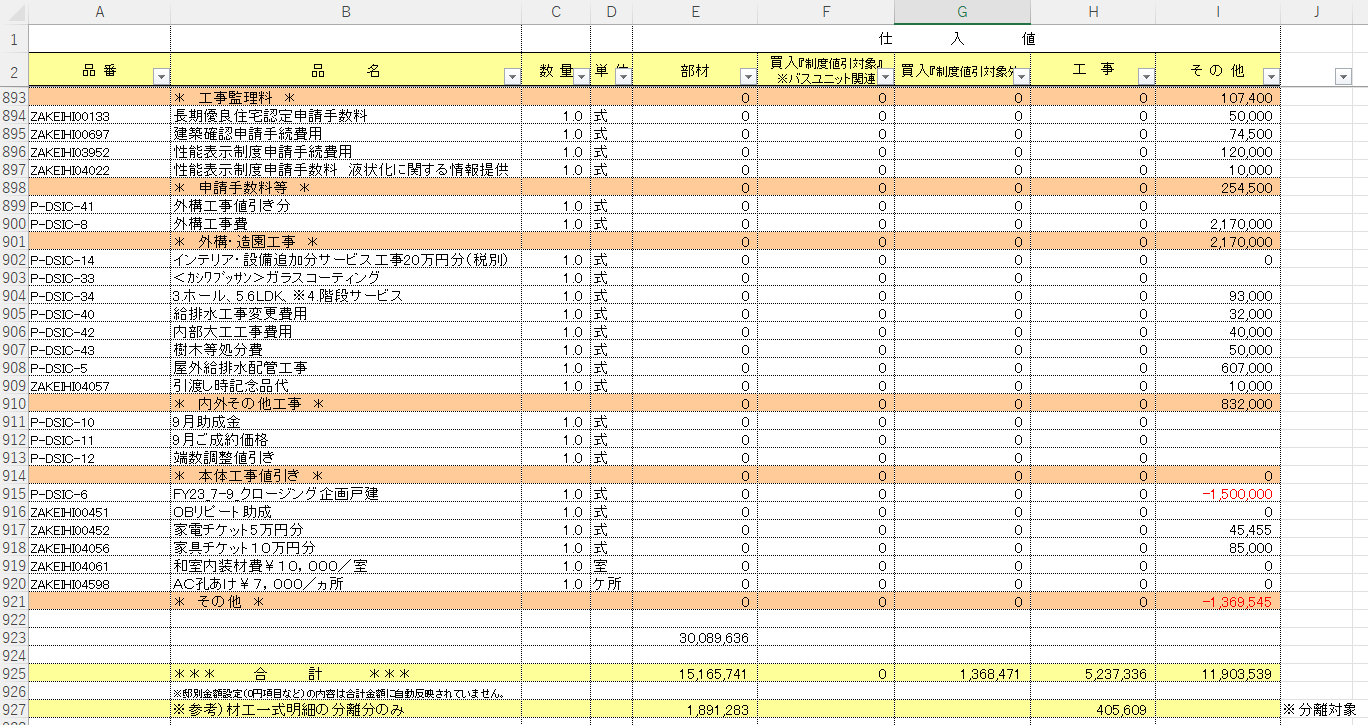 A B C D E F G H I J
1 仕 入 値
2 品 番 品 名 数 量 単 位 部材 買入『制度値引対象』 ※バスユニット関連 買入『制度値引対象外 工 事 そ の 他
893 ＊ 工事監理料 ＊ 0 0 0 0 107,400
894 ZAKEIHI00133 長期優良住宅認定申請手数料 1.0 式 0 0 0 0 50,000
895 ZAKEIHI00697 建築確認申請手続費用 1.0 式 0 0 0 0 74,500
896 ZAKEIHI03952 性能表示制度申請手続費用 1.0 式 0 0 0 0 120,000
897 ZAKEIHI04022 性能表示制度申請手数料 液状化に関する情報提供 1.0 式 0 0 0 0 10,000
898 ＊ 申請手数料等 ＊ 0 0 0 0 254,500
899 P-DSIC-41 外構工事値引き分 1.0 式 0 0 0 0
900 P-DSIC-8 外構工事費 1.0 式 0 0 0 0 2,170,000
901 ＊ 外構・造園工事 ＊ 0 0 0 0 2,170,000
902 P-DSIC-14 インテリア・設備追加分サービス工事20万円分(税別) 1.0 式 0 0 0 0 0
903 P-DSIC-33 ＜ｶｼﾜﾌﾞｯｻﾝ＞ガラスコーティング 1.0 式 0 0 0 0
904 P-DSIC-34 3.ホール、5.6LDK、※4.階段サービス 1.0 式 0 0 0 0 93,000
905 P-DSIC-40 給排水工事変更費用 1.0 式 0 0 0 0 32,000
906 P-DSIC-42 内部大工工事費用 1.0 式 0 0 0 0 40,000
907 P-DSIC-43 樹木等処分費 1.0 式 0 0 0 0 50,000
908 P-DSIC-5 屋外給排水配管工事 1.0 式 0 0 0 0 607,000
909 ZAKEIHI04057 引渡し時記念品代 1.0 式 0 0 0 0 10,000
910 ＊ 内外その他工事 ＊ 0 0 0 0 832,000
911 P-DSIC-10 9月助成金 1.0 式 0 0 0 0
912 P-DSIC-11 9月ご成約価格 1.0 式 0 0 0 0
913 P-DSIC-12 端数調整値引き 1.0 式 0 0 0 0
914 ＊ 本体工事値引き ＊ 0 0 0 0 0
915 P-DSIC-6 FY23_7-9_クロージング企画戸建 1.0 式 0 0 0 0 -1,500,000
916 ZAKEIHI00451 OBリピート助成 1.0 式 0 0 0 0 0
917 ZAKEIHI00452 家電チケット５万円分 1.0 式 0 0 0 0 45,455
918 ZAKEIHI04056 家具チケット１０万円分 1.0 式 0 0 0 0 85,000
919 ZAKEIHI04061 和室内装材費￥１０，０００／室 1.0 室 0 0 0 0 0
920 ZAKEIHI04598 ＡＣ孔あけ￥７，０００／ヵ所 1.0 ケ所 0 0 0 0 0
921 ＊ その他 ＊ 0 0 0 0 -1,369,545
922
923 30,089,636
924
925 ＊＊＊ 合 計 ＊＊＊ 15,165,741 0 1,368,471 5,237,336 11,903,539
926 ※邸別金額設定(0円項目など)の内容は合計金額に自動反映されていません。
927 ※参考)材工一式明細の分離分のみ 1,891,283 405,609 ※分離対象